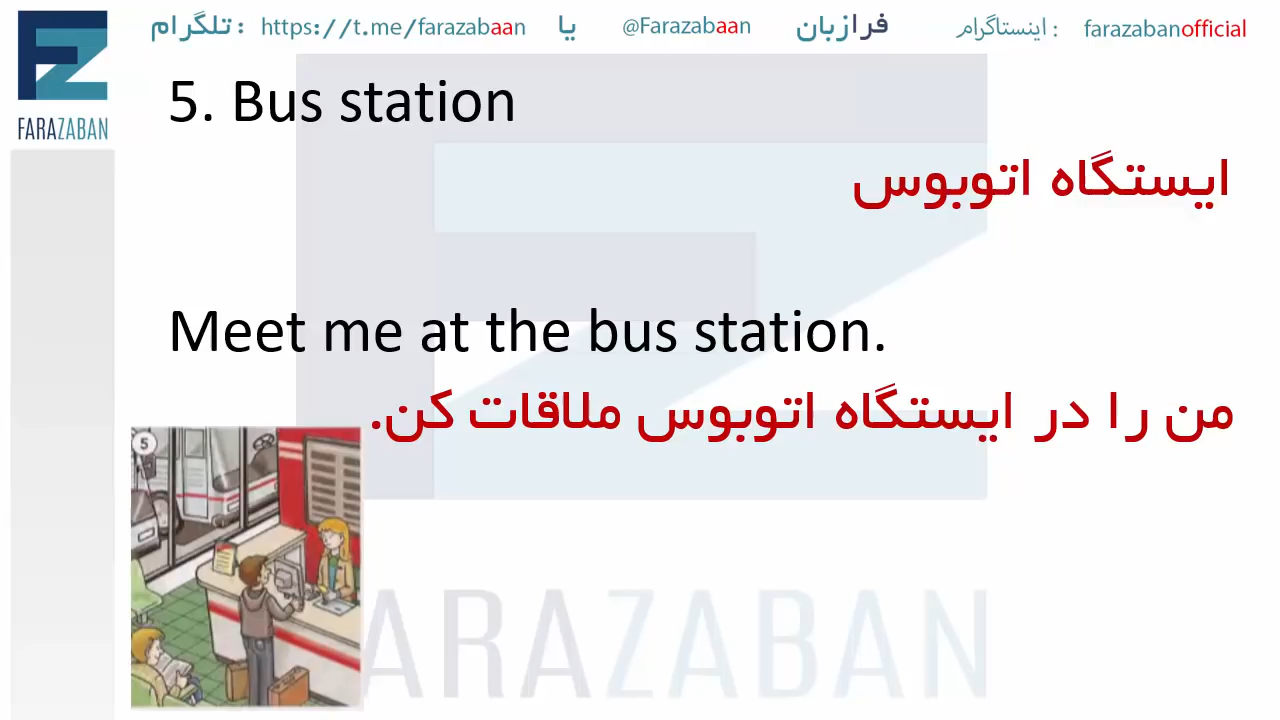 تلگرام : https://t.me/farazabaan یا @Farazabaan فرازبان اینستاگرام : farazabanofficial
FARAZABAN
5. Bus station
ایستگاه اتوبوس
Meet me at the bus station.
من را در ایستگاه اتوبوس ملاقات کن.
5
FARAZABAN